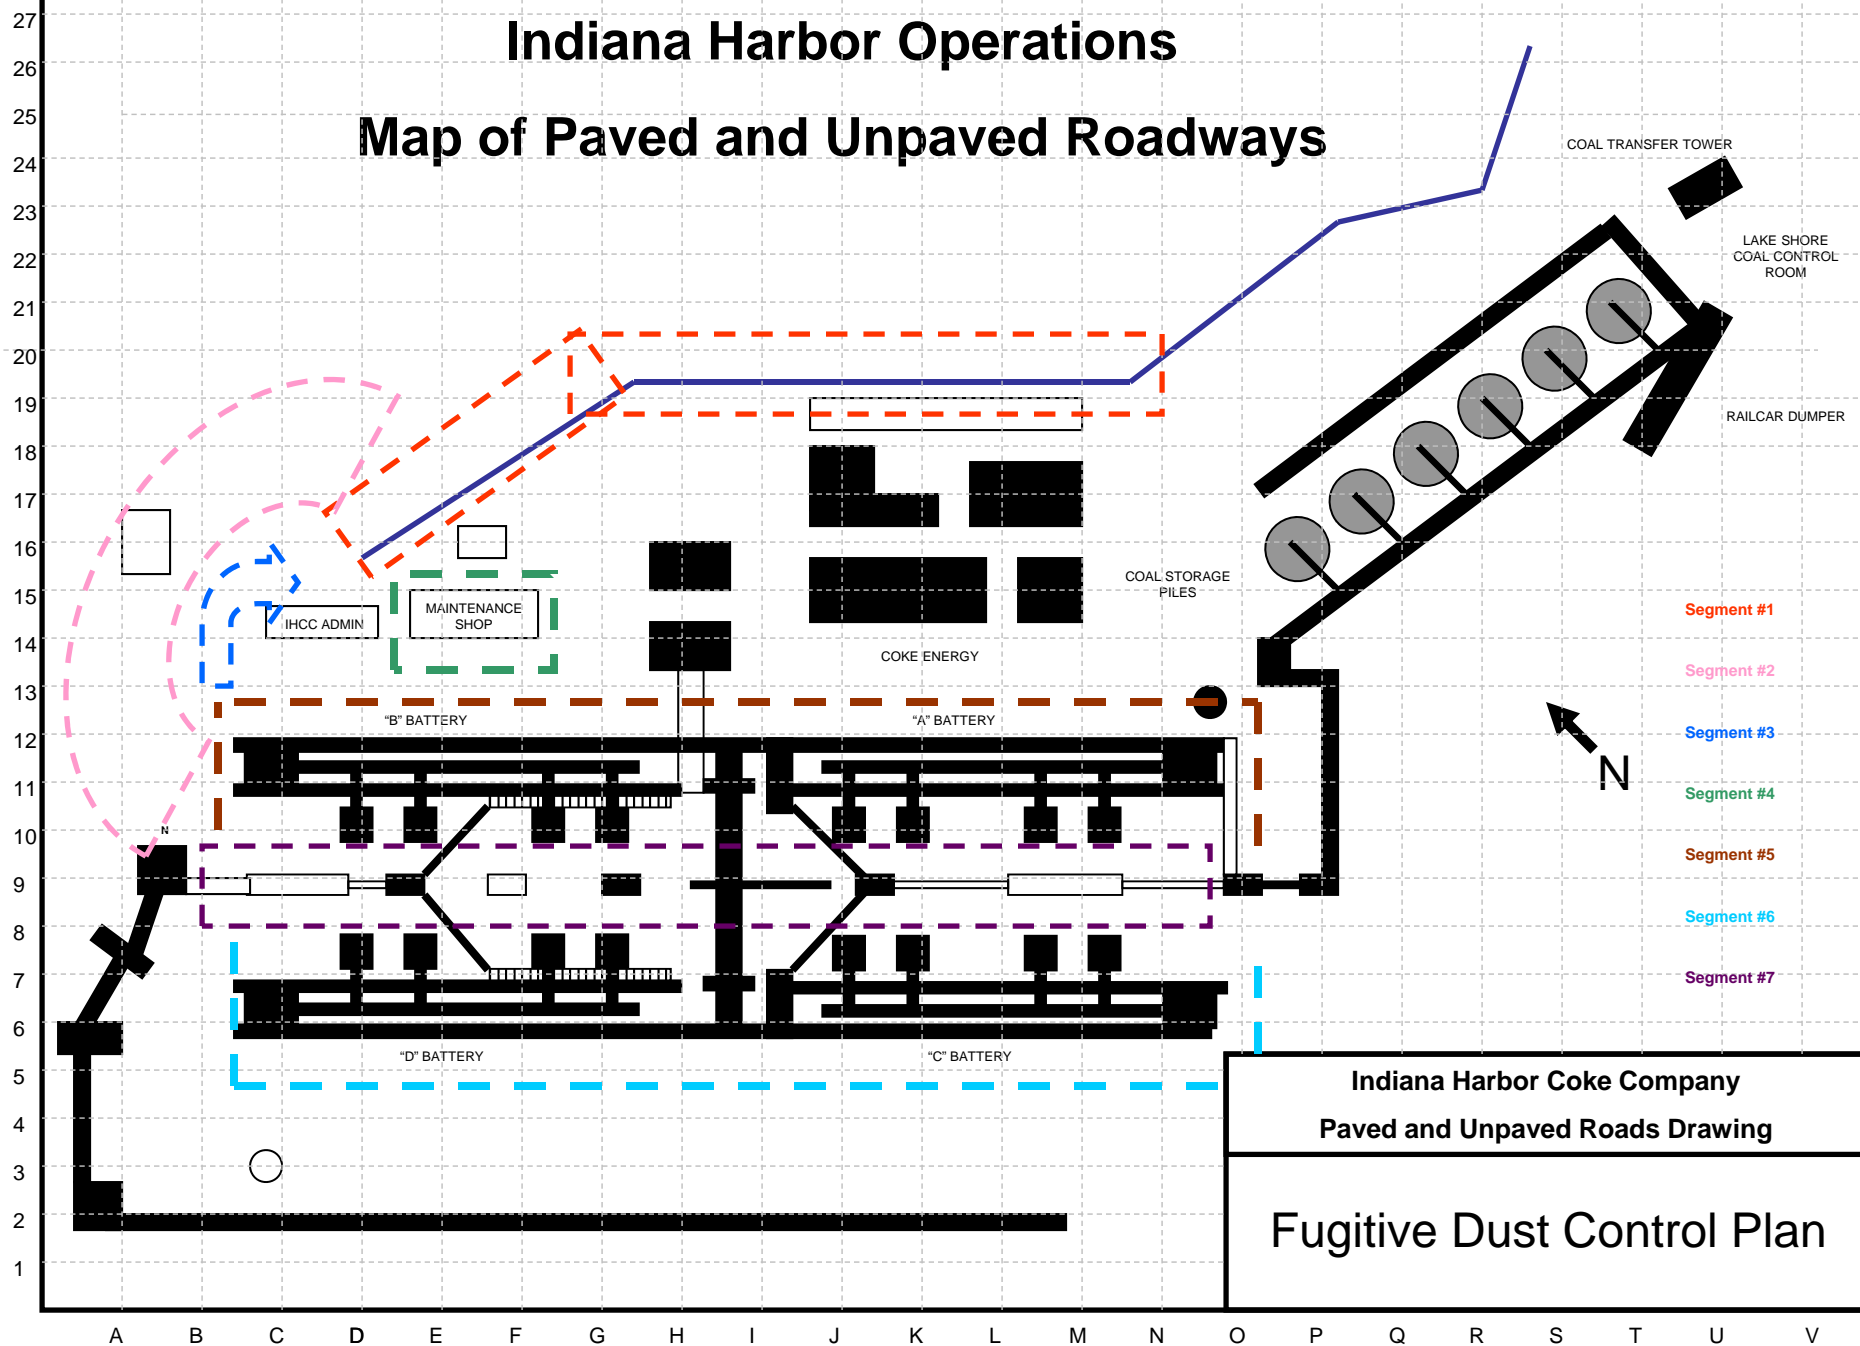 Indiana Harbor Operations
Map of Paved and Unpaved Roadways
27
26
25
24
23
22
21
20
19
18
17
16
15
14
13
12
11
10
9
8
7
6
5
4
3
2
1
COAL TRANSFER TOWER
LAKE SHORE
COAL CONTROL
ROOM
RAILCAR DUMPER
COAL STORAGE
PILES
MAINTENANCE
SHOP
IHCC ADMIN
COKE ENERGY
“B” BATTERY
“A” BATTERY
N
N
“D” BATTERY
“C” BATTERY
Segment #1
Segment #2
Segment #3
Segment #4
Segment #5
Segment #6
Segment #7
Indiana Harbor Coke Company
Paved and Unpaved Roads Drawing
Fugitive Dust Control Plan
A B C D E F G H I J K L M N O P Q R S T U V